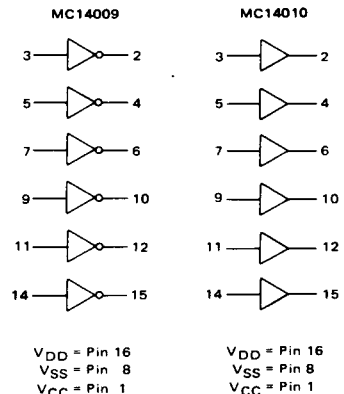 MC14009
3 2
5 4
7 6
9 10
11 12
14 15
VDD = Pin 16
VSS = Pin 8
VCC = Pin 1
MC14010
3 2
5 4
7 6
9 10
11 12
14 15
VDD = Pin 16
VSS = Pin 8
VCC = Pin 1